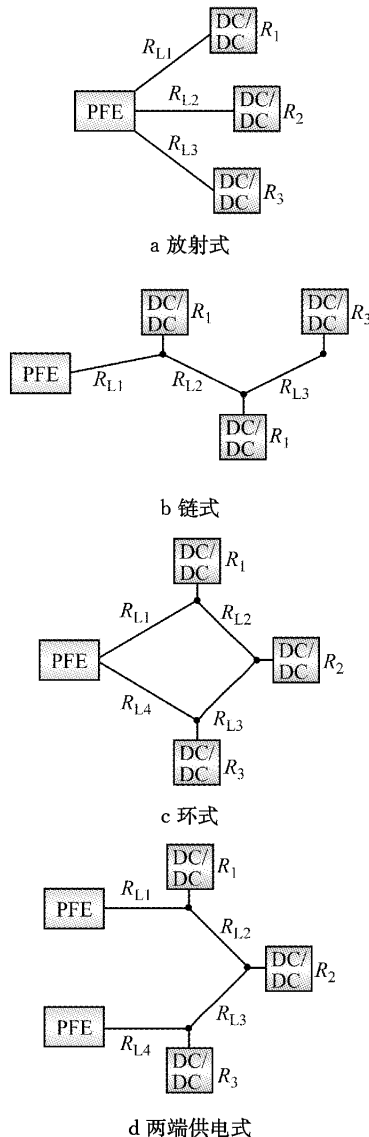 DC/
DC
R1
RL1
PFE
RL2
DC/
DC
R2
RL3
DC/
DC
R3
a 放射式
DC/
DC
R1
DC/
DC
R3
PFE
RL1
RL2
RL3
DC/
DC
R1
b 链式
DC/
DC
R1
RL1
RL2
PFE
DC/
DC
R2
RL4
RL3
DC/
DC
R3
c 环式
DC/
DC
R1
PFE
RL1
RL2
DC/
DC
R2
PFE
RL3
RL4
DC/
DC
R3
d 两端供电式